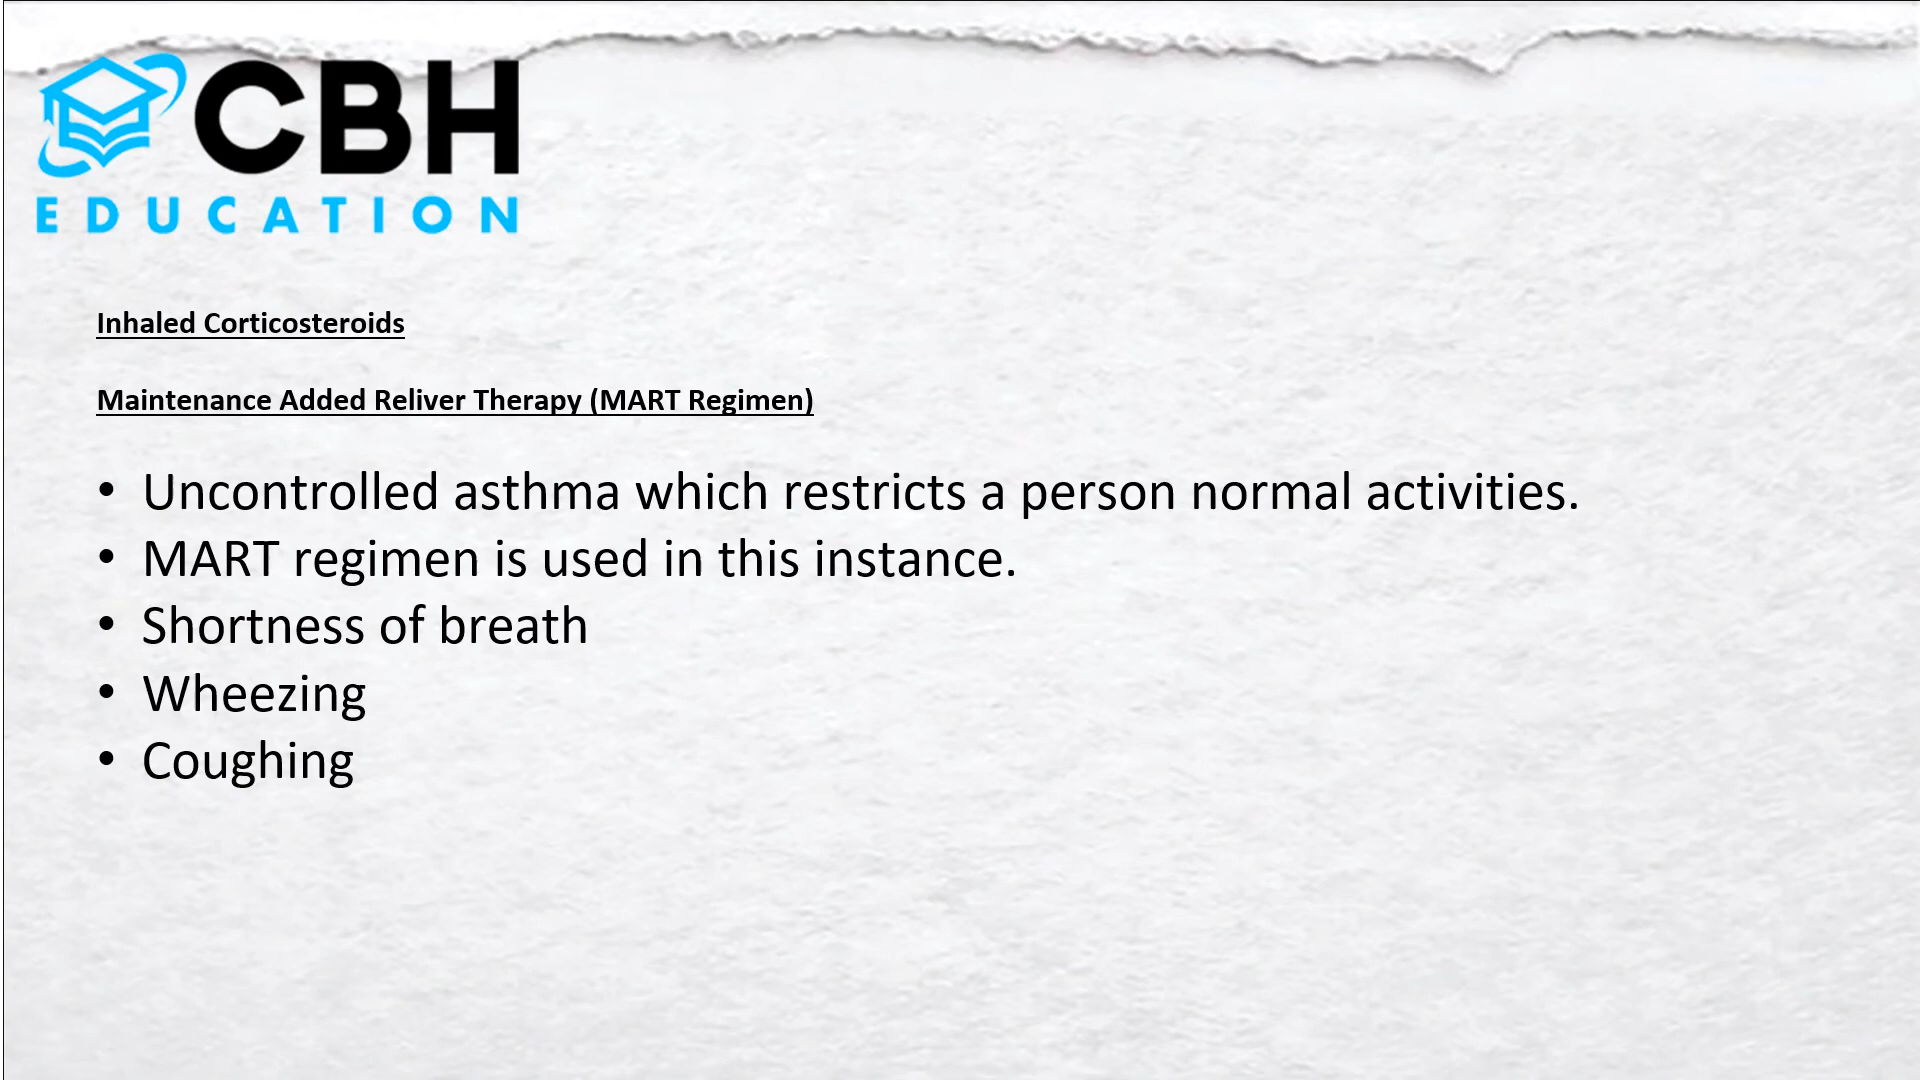 CBH
EDUCATION
Inhaled Corticosteroids
Maintenance Added Reliver Therapy (MART Regimen)
• Uncontrolled asthma which restricts a person normal activities.
• MART regimen is used in this instance.
• Shortness of breath
• Wheezing
• Coughing